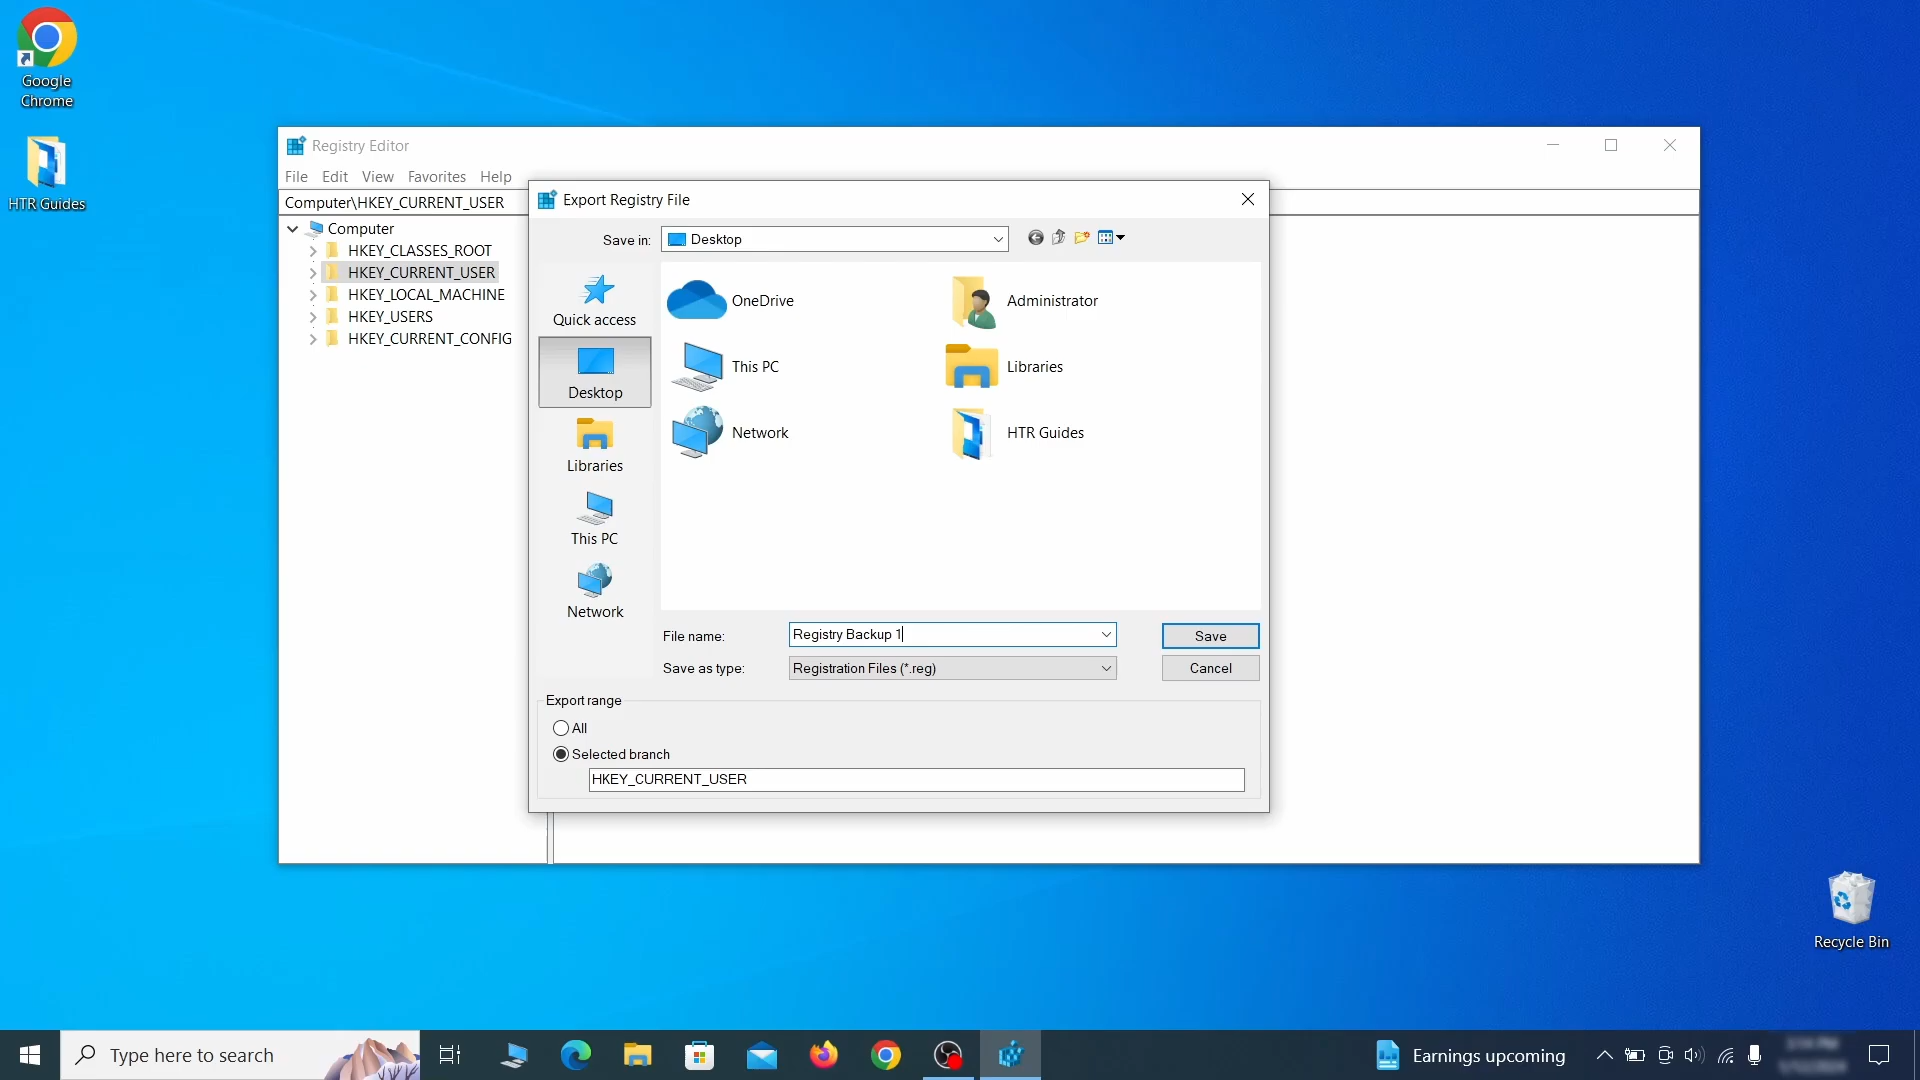 Google
Chrome
HTR Guides
Registry Editor
File Edit View Favorites Help
Computer\HKEY_CURRENT_USER
Computer
HKEY_CLASSES_ROOT
HKEY_CURRENT_USER
HKEY_LOCAL_MACHINE
HKEY_USERS
HKEY_CURRENT_CONFIG
Export Registry File
Save in: Desktop
Quick access
Desktop
Libraries
This PC
Network
OneDrive
Administrator
This PC
Libraries
Network
HTR Guides
File name: Registry Backup 1
Save
Save as type: Registration Files (*.reg)
Cancel
Export range
All
Selected branch
HKEY_CURRENT_USER
Recycle Bin
Type here to search
Earnings upcoming